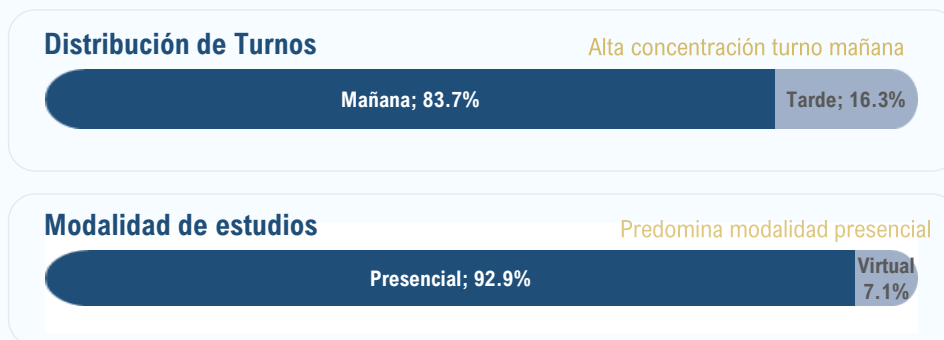 Distribución de Turnos
Alta concentración turno mañana
Mañana; 83.7%
Tarde; 16.3%
Modalidad de estudios
Predomina modalidad presencial
Presencial; 92.9%
Virtual
7.1%